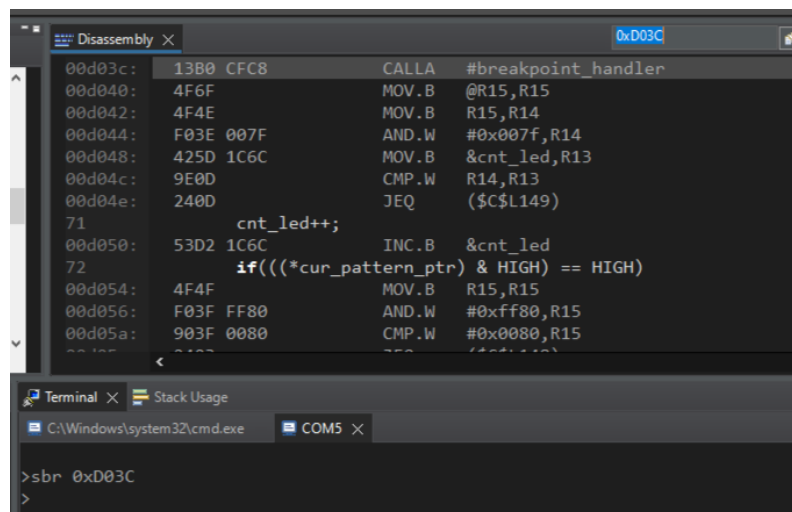 Disassembly
0xD03C
00d03c: 13B0 CFC8 CALLA #breakpoint_handler
00d040: 4F6F MOV.B @R15,R15
00d042: 4F4E MOV.B R15,R14
00d044: F03E 007F AND.W #0x007f,R14
00d048: 425D 1C6C MOV.B &cnt_led,R13
00d04c: 9E0D CMP.W R14,R13
00d04e: 240D JEQ ($C$L149)
71 cnt_led++;
00d050: 53D2 1C6C INC.B &cnt_led
72 if(((*cur_pattern_ptr) & HIGH) == HIGH)
00d054: 4F4F MOV.B R15,R15
00d056: F03F FF80 AND.W #0xff80,R15
00d05a: 903F 0080 CMP.W #0x0080,R15
Terminal Stack Usage
C:\Windows\system32\cmd.exe COM5
>sbr 0xD03C
>